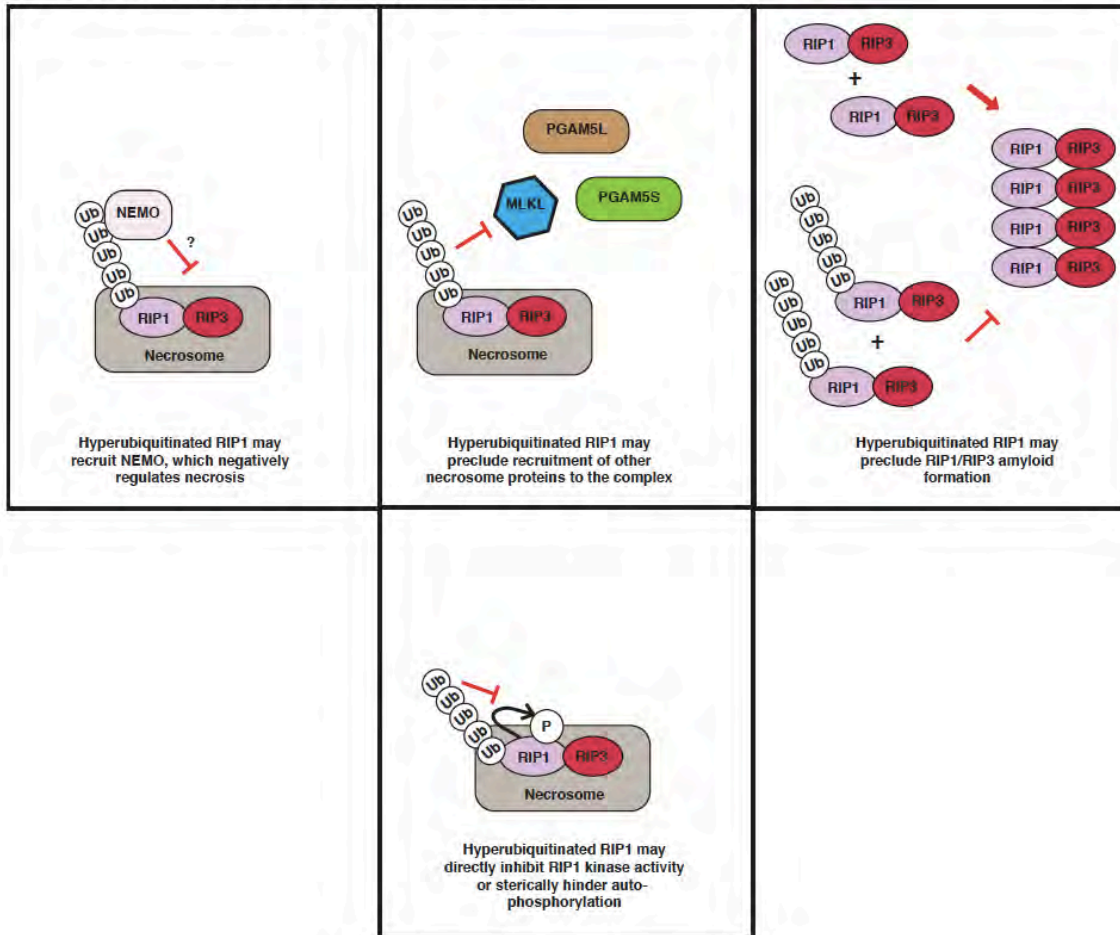 Ub
Ub
Ub
Ub
Ub
NEMO
?
RIP1
RIP3
Necrosome
Hyperubiquitinated RIP1 may
recruit NEMO, which negatively
regulates necrosis
PGAM5L
MLKL
PGAM5S
Ub
Ub
Ub
Ub
Ub
RIP1
RIP3
Necrosome
Hyperubiquitinated RIP1 may
preclude recruitment of other
necrosome proteins to the complex
RIP1
RIP3
+
RIP1
RIP3
RIP1
RIP3
RIP1
RIP3
RIP1
RIP3
RIP1
RIP3
Ub
Ub
Ub
Ub
Ub
RIP1
RIP3
+
Ub
Ub
Ub
Ub
Ub
RIP1
RIP3
Hyperubiquitinated RIP1 may
preclude RIP1/RIP3 amyloid
formation
Ub
Ub
Ub
Ub
Ub
P
RIP1
RIP3
Necrosome
Hyperubiquitinated RIP1 may
directly inhibit RIP1 kinase activity
or sterically hinder auto-
phosphorylation